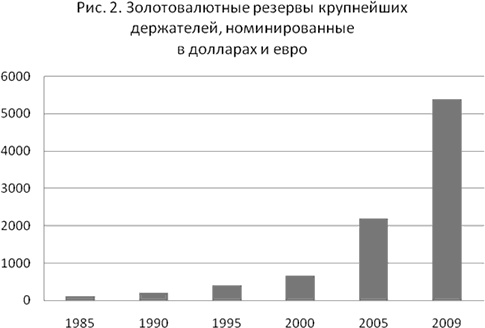 Рис. 2. Золотовалютные резервы крупнейших
держателей, номинированные
в долларах и евро
6000
5000
4000
3000
2000
1000
0
1985 1990 1995 2000 2005 2009